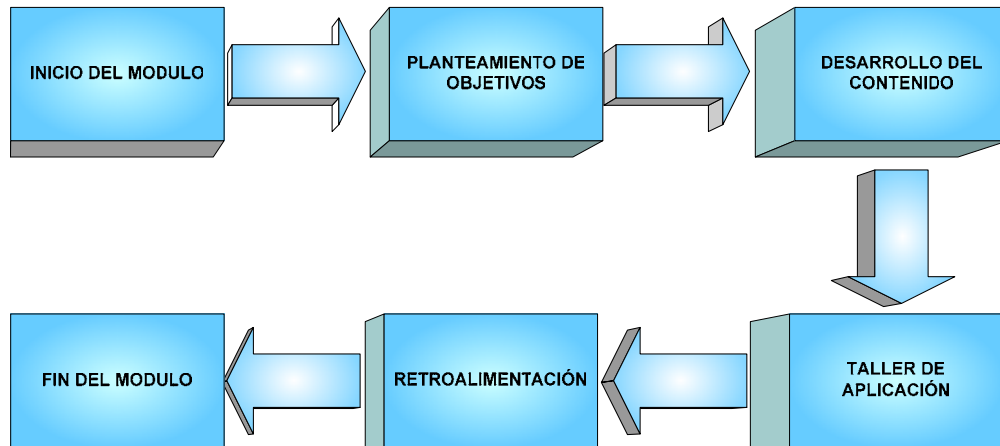 INICIO DEL MODULO
PLANTEAMIENTO DE
OBJETIVOS
DESARROLLO DEL
CONTENIDO
TALLER DE
APLICACIÓN
RETROALIMENTACIÓN
FIN DEL MODULO